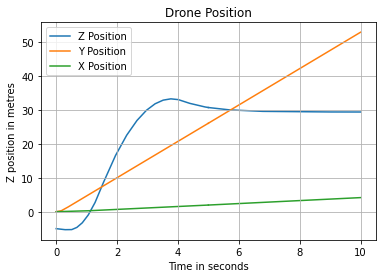 Drone Position
Z Position
Y Position
X Position
Z position in metres
50
40
30
20
10
0
0
2
4
6
8
10
Time in seconds